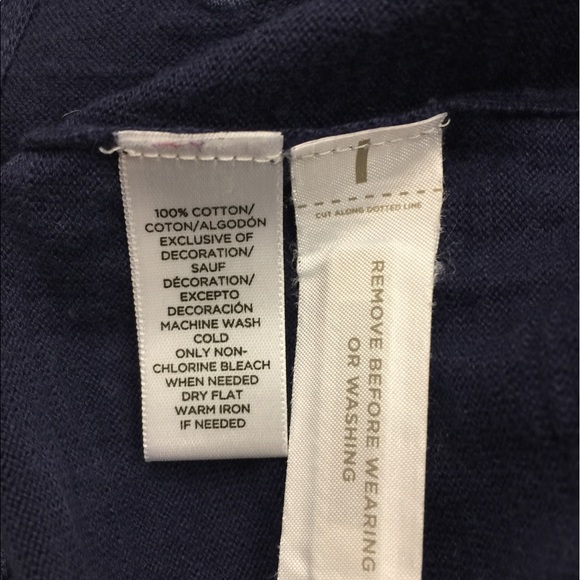 100% COTTON/
COTON/ALGODÓN
EXCLUSIVE OF
DECORATION/
SAUF
DÉCORATION/
EXCEPTO
DECORACIÓN
MACHINE WASH
COLD
ONLY NON-
CHLORINE BLEACH
WHEN NEEDED
DRY FLAT
WARM IRON
IF NEEDED
CUT ALONG DOTTED LINE
REMOVE BEFORE WEARING
OR WASHING